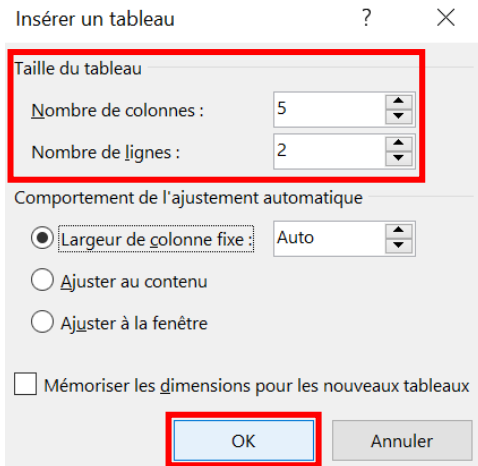 Insérer un tableau ?
Taille du tableau
Nombre de colonnes : 5
Nombre de lignes : 2
Comportement de l'ajustement automatique
Largeur de colonne fixe : Auto
Ajuster au contenu
Ajuster à la fenêtre
Mémoriser les dimensions pour les nouveaux tableaux
OK Annuler